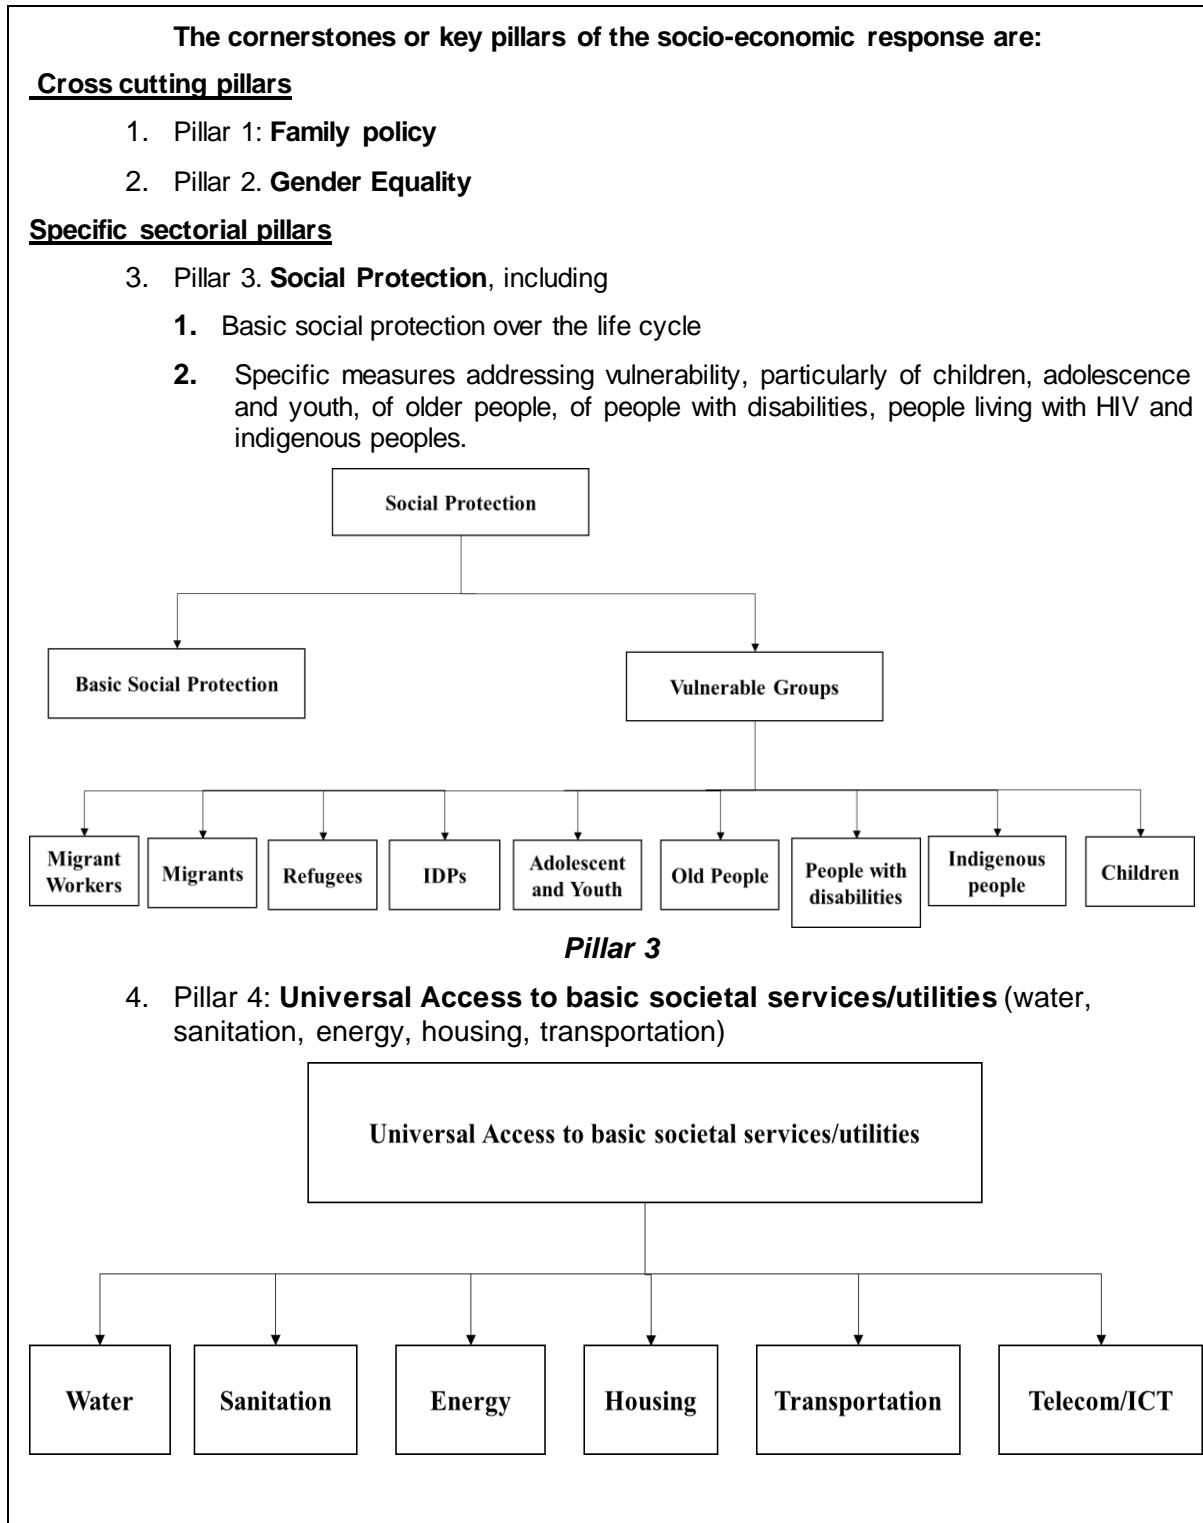 The cornerstones or key pillars of the socio-economic response are:
Cross cutting pillars
1. Pillar 1: Family policy
2. Pillar 2. Gender Equality
Specific sectorial pillars
3. Pillar 3. Social Protection, including
1. Basic social protection over the life cycle
2. Specific measures addressing vulnerability, particularly of children, adolescence
and youth, of older people, of people with disabilities, people living with HIV and
indigenous peoples.
Social Protection
Basic Social Protection
Vulnerable Groups
Migrant
Workers
Migrants
Refugees
IDPs
Adolescent
and Youth
Old People
People with
disabilities
Indigenous
people
Children
Pillar 3
4. Pillar 4: Universal Access to basic societal services/utilities (water,
sanitation, energy, housing, transportation)
Universal Access to basic societal services/utilities
Water
Sanitation
Energy
Housing
Transportation
Telecom/ICT